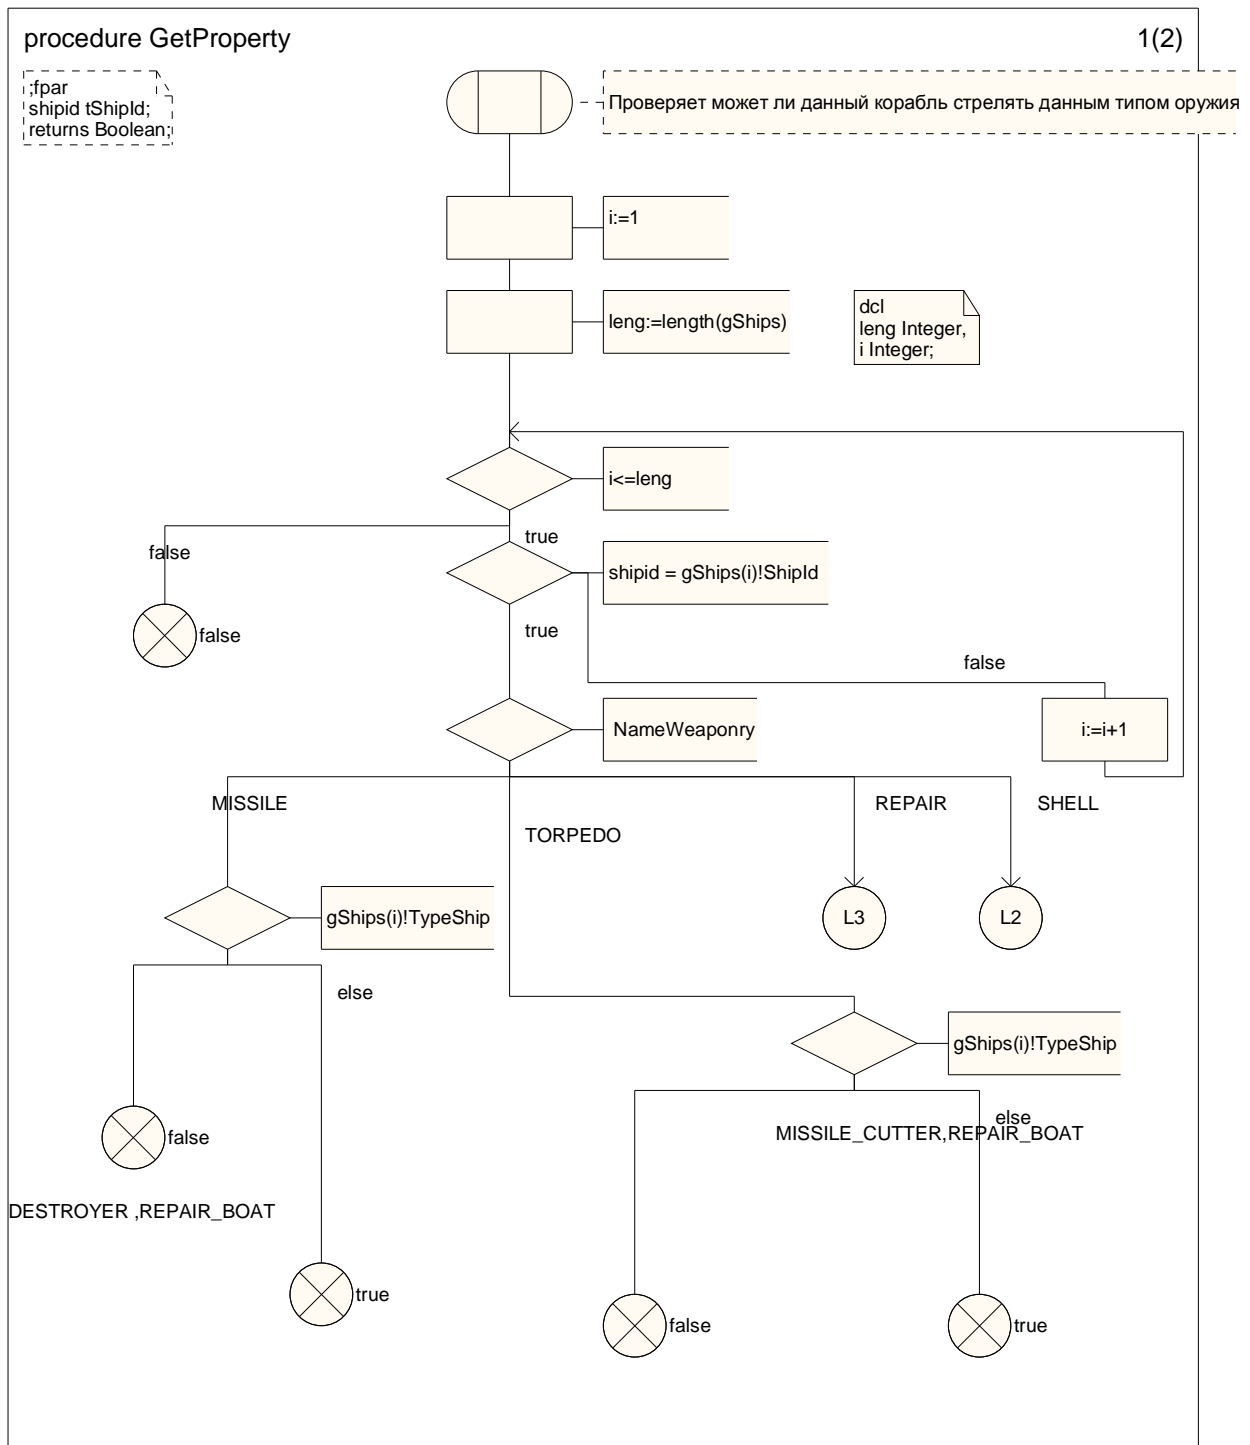 procedure GetProperty
1(2)
;fpar
shipid tShipId;
returns Boolean;
Проверяет может ли данный корабль стрелять данным типом оружия
i:=1
leng:=length(gShips)
dcl
leng Integer,
i Integer;
i<=leng
false
true
shipid = gShips(i)!ShipId
false
true
false
NameWeaponry
i:=i+1
MISSILE
REPAIR
SHELL
TORPEDO
gShips(i)!TypeShip
L3
L2
else
gShips(i)!TypeShip
else
false
MISSILE_CUTTER,REPAIR_BOAT
DESTROYER ,REPAIR_BOAT
true
false
true